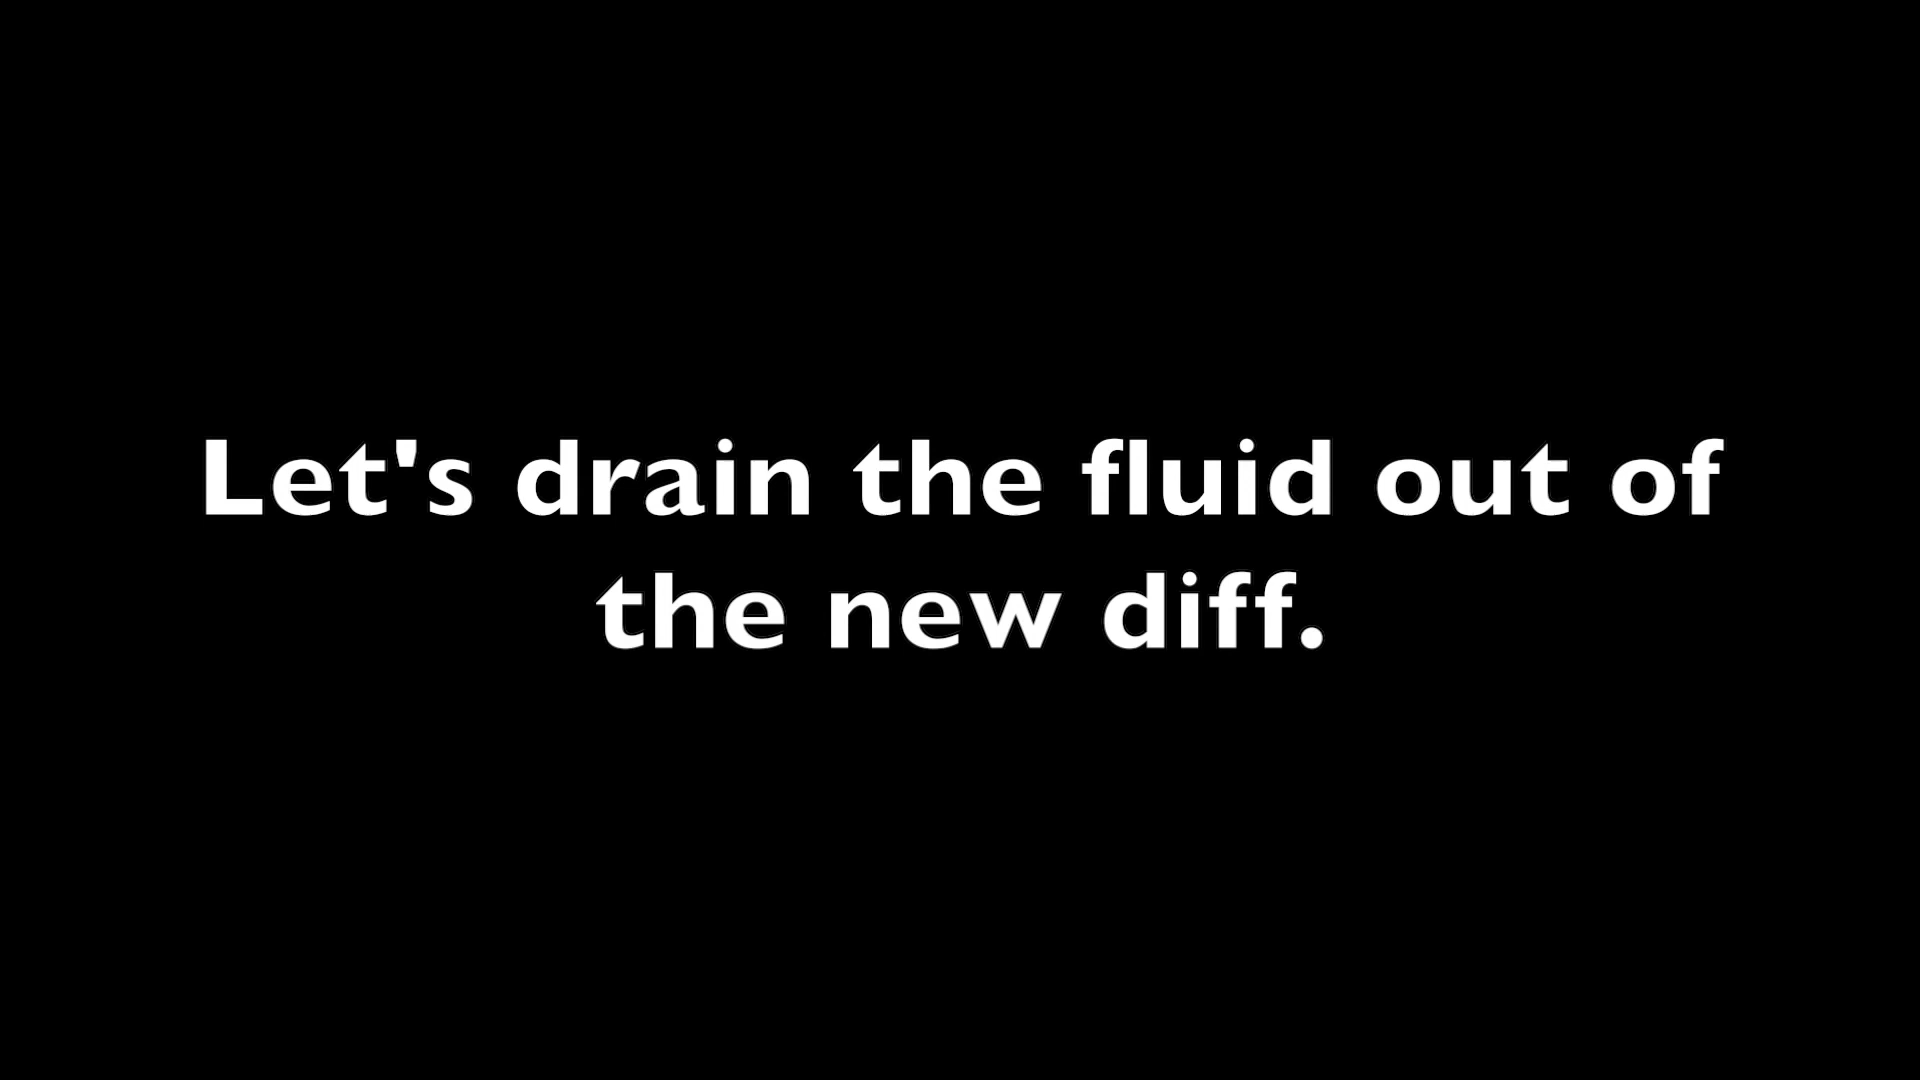 Let's drain the fluid out of
the new diff.